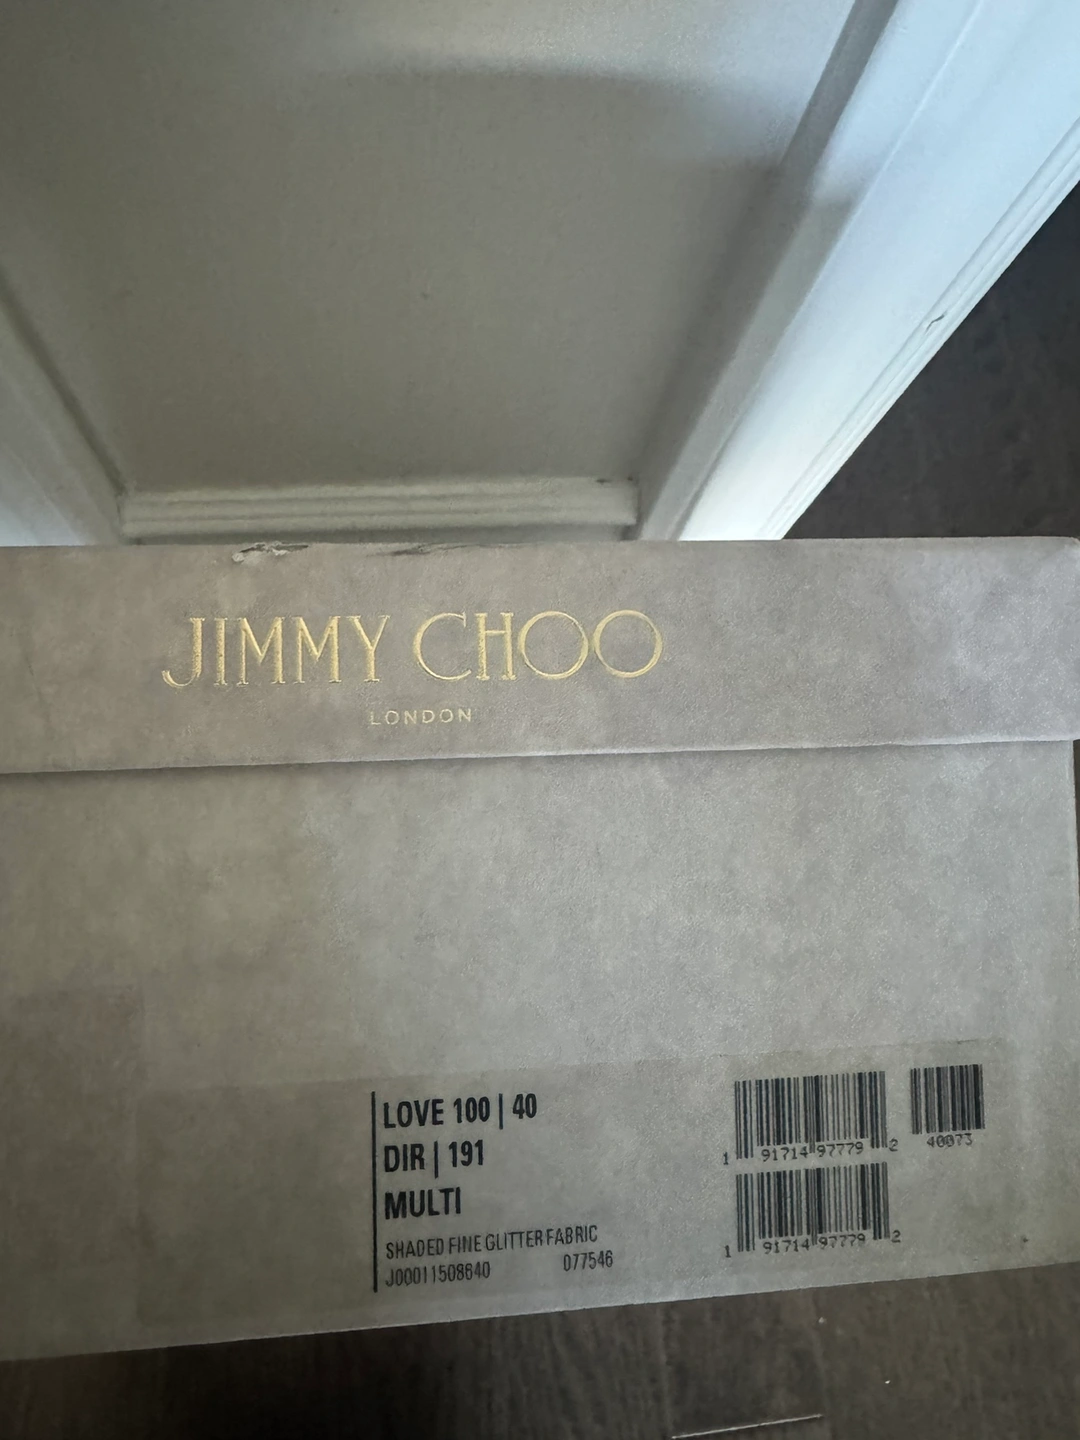 JIMMY CHOO
LONDON
LOVE 100 | 40
DIR | 191
MULTI
SHADED FINE GLITTER FABRIC
J00011508640 077546
1 91714 97779 2
40073
1 91714 97779 2